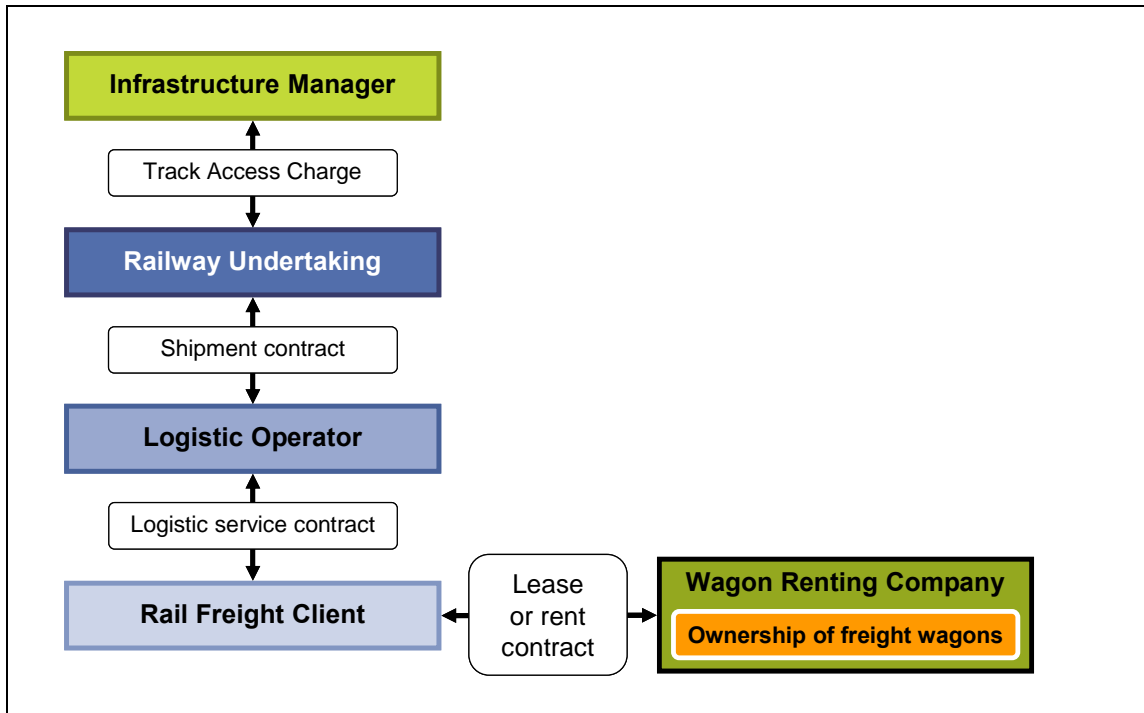 Infrastructure Manager
Track Access Charge
Railway Undertaking
Shipment contract
Logistic Operator
Logistic service contract
Rail Freight Client
Lease
or rent
contract
Wagon Renting Company
Ownership of freight wagons